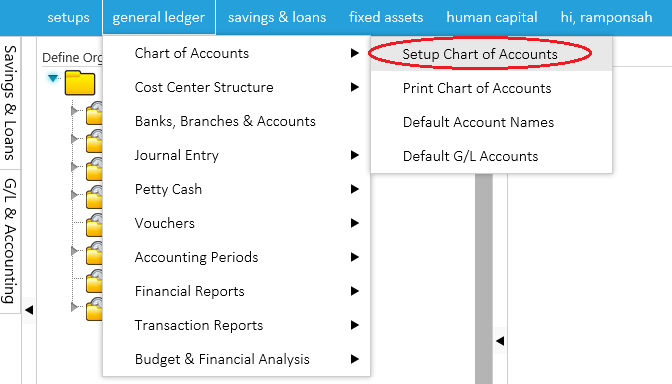 setups general ledger savings & loans fixed assets human capital hi, ramponsah
Savings & Loans
G/L & Accounting
Define Org
Chart of Accounts
Cost Center Structure
Banks, Branches & Accounts
Journal Entry
Petty Cash
Vouchers
Accounting Periods
Financial Reports
Transaction Reports
Budget & Financial Analysis
Setup Chart of Accounts
Print Chart of Accounts
Default Account Names
Default G/L Accounts